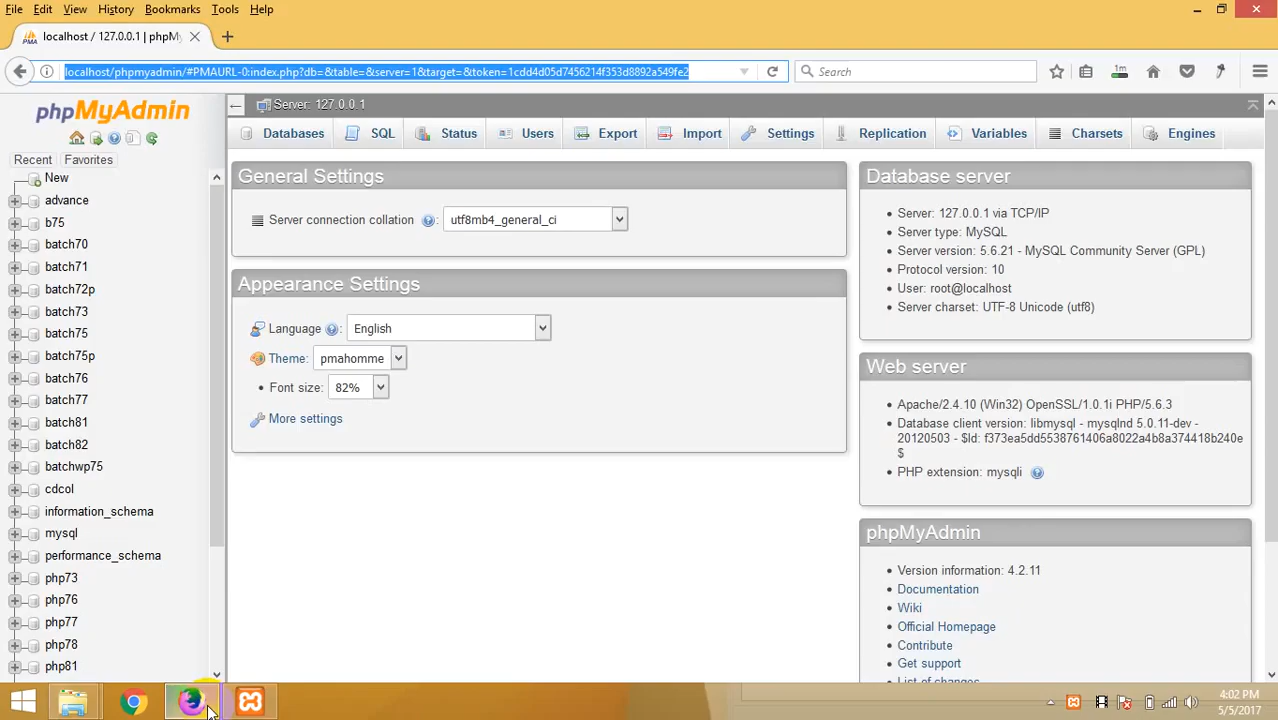 File Edit View History Bookmarks Tools Help
localhost / 127.0.0.1 | phpMy
localhost/phpmyadmin/#PMAURL-0:index.php?db=&table=&server=1&target=&token=1cdd4d05d7456214f353d8892a549fe2
Search
phpMyAdmin
Recent Favorites
New
advance
b75
batch70
batch71
batch72p
batch73
batch75
batch75p
batch76
batch77
batch81
batch82
batchwp75
cdcol
information_schema
mysql
performance_schema
php73
php76
php77
php78
php81
Server: 127.0.0.1
Databases SQL Status Users Export Import Settings Replication Variables Charsets Engines
General Settings
Server connection collation : utf8mb4_general_ci
Appearance Settings
Language : English
Theme: pmahomme
• Font size: 82%
More settings
Database server
• Server: 127.0.0.1 via TCP/IP
• Server type: MySQL
• Server version: 5.6.21 - MySQL Community Server (GPL)
• Protocol version: 10
• User: root@localhost
• Server charset: UTF-8 Unicode (utf8)
Web server
• Apache/2.4.10 (Win32) OpenSSL/1.0.1i PHP/5.6.3
• Database client version: libmysql - mysqlnd 5.0.11-dev -
20120503 - $Id: f373ea5dd5538761406a8022a4b8a374418b240e
$
• PHP extension: mysqli
phpMyAdmin
• Version information: 4.2.11
• Documentation
• Wiki
• Official Homepage
• Contribute
• Get support
• List of changes
4:02 PM
5/5/2017